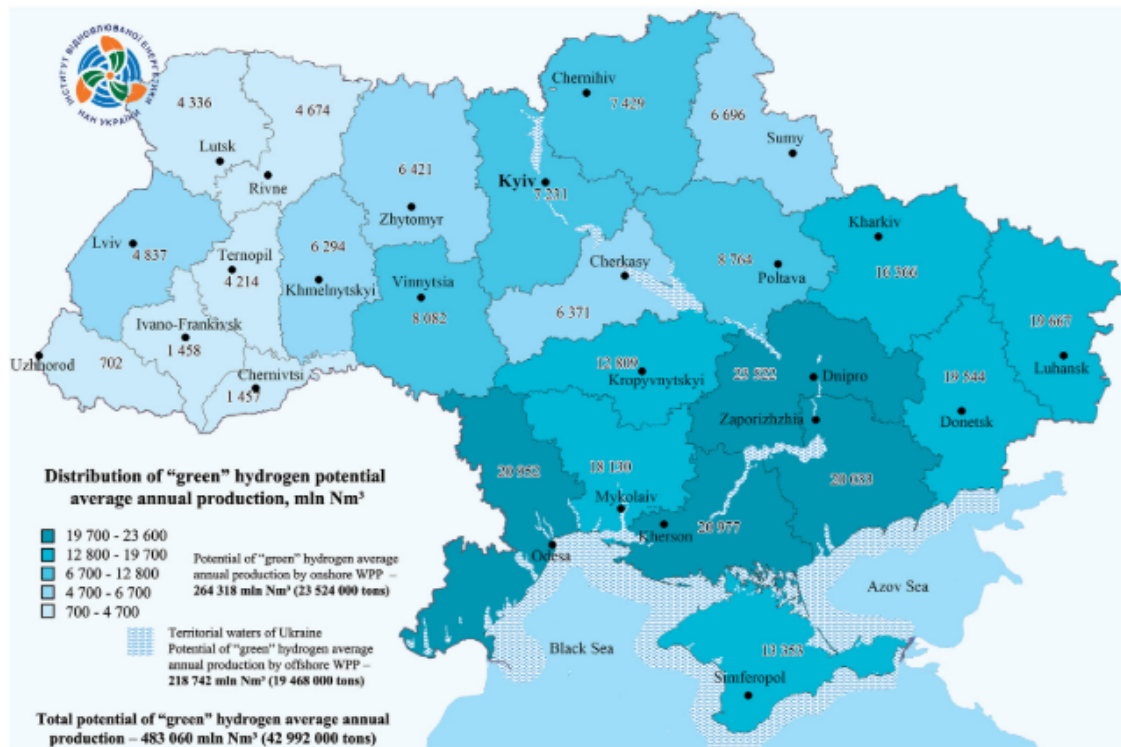 ІНСТИТУТ ВІДНОВЛЮВАНОЇ ЕНЕРГЕТИКИ
НАН УКРАЇНИ
Chernihiv
7 429
4 336
4 674
6 696
Lutsk
Sumy
Rivne
6 421
Kyiv
7 231
Zhytomyr
Kharkiv
Lviv
4 837
Ternopil
4 214
6 294
Khmelnytskyi
Vinnytsia
8 082
Cherkasy
6 371
8 764
Poltava
19 667
Luhansk
Ivano-Frankivsk
1 458
Uzhhorod
702
Chernivtsi
1 457
12 809
Kropyvnytskyi
23 522
Dnipro
19 544
Donetsk
Zaporizhzhia
18 130
Mykolaiv
Kherson
20 977
Odesa
Azov Sea
Black Sea
Simferopol
Distribution of “green” hydrogen potential
average annual production, mln Nm³
19 700 - 23 600
12 800 - 19 700
6 700 - 12 800
4 700 - 6 700
700 - 4 700
Potential of “green” hydrogen average
annual production by onshore WPP –
264 318 mln Nm³ (23 524 000 tons)
Territorial waters of Ukraine
Potential of “green” hydrogen average
annual production by offshore WPP –
218 742 mln Nm³ (19 468 000 tons)
Total potential of “green” hydrogen average annual
production – 483 060 mln Nm³ (42 992 000 tons)